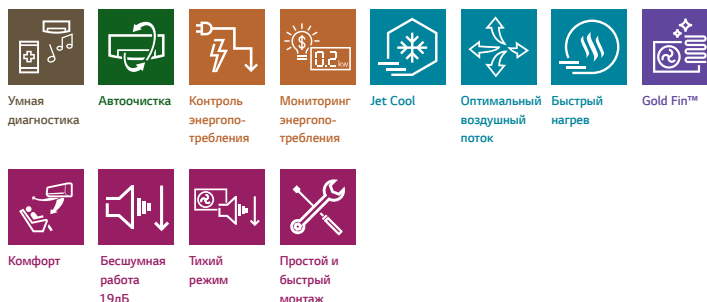 0.2 kw
Умная
диагностика
Автоочистка
Контроль
энергопо-
требления
Мониторинг
энергопо-
требления
Jet Cool
Оптимальный
воздушный
поток
Быстрый
нагрев
Gold Fin™
Комфорт
Бесшумная
работа
19дБ
Тихий
режим
Простой и
быстрый
монтаж